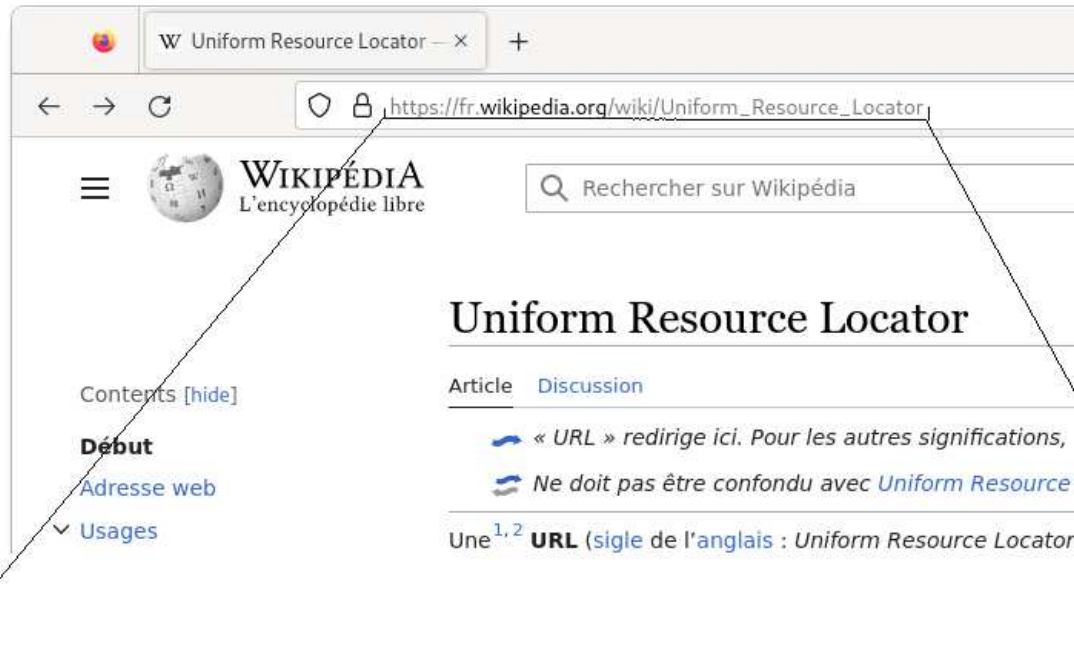 W Uniform Resource Locator — ×
https://fr.wikipedia.org/wiki/Uniform_Resource_Locator
WIKIPÉDIA
L'encyclopédie libre
Rechercher sur Wikipédia
Uniform Resource Locator
Contents [hide]
Article Discussion
Début
« URL » redirige ici. Pour les autres significations,
Adresse web
Ne doit pas être confondu avec Uniform Resource
Usages
Une1, 2 URL (sigle de l'anglais : Uniform Resource Locator